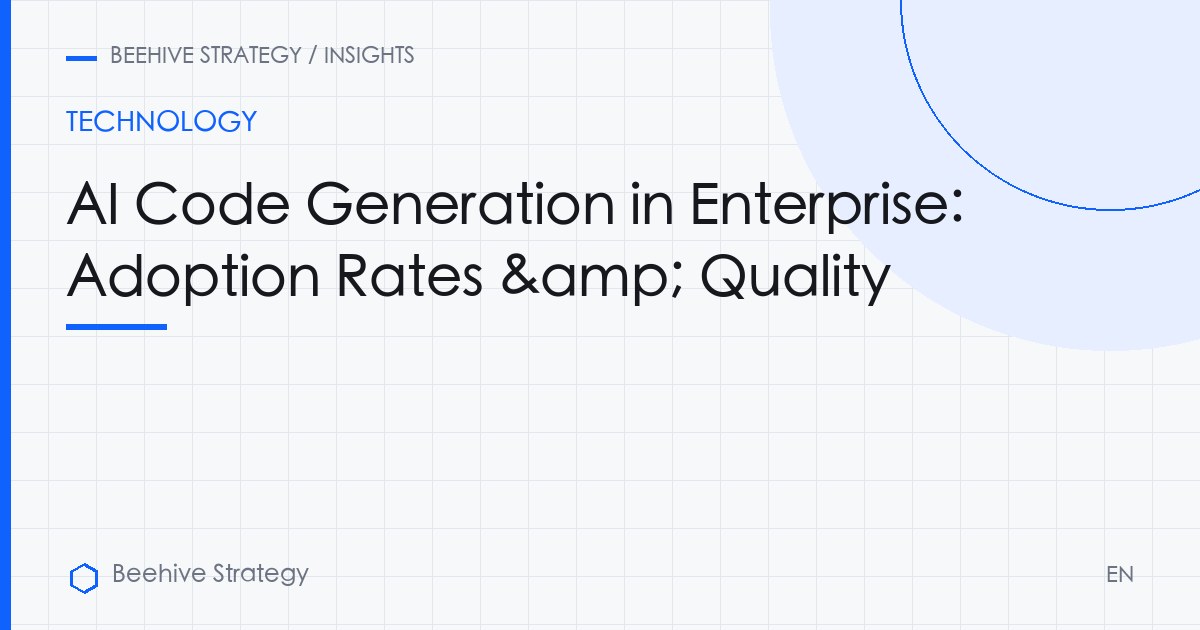 BEEHIVE STRATEGY / INSIGHTS
TECHNOLOGY
AI Code Generation in Enterprise:
Adoption Rates &amp; Quality
Beehive Strategy
EN